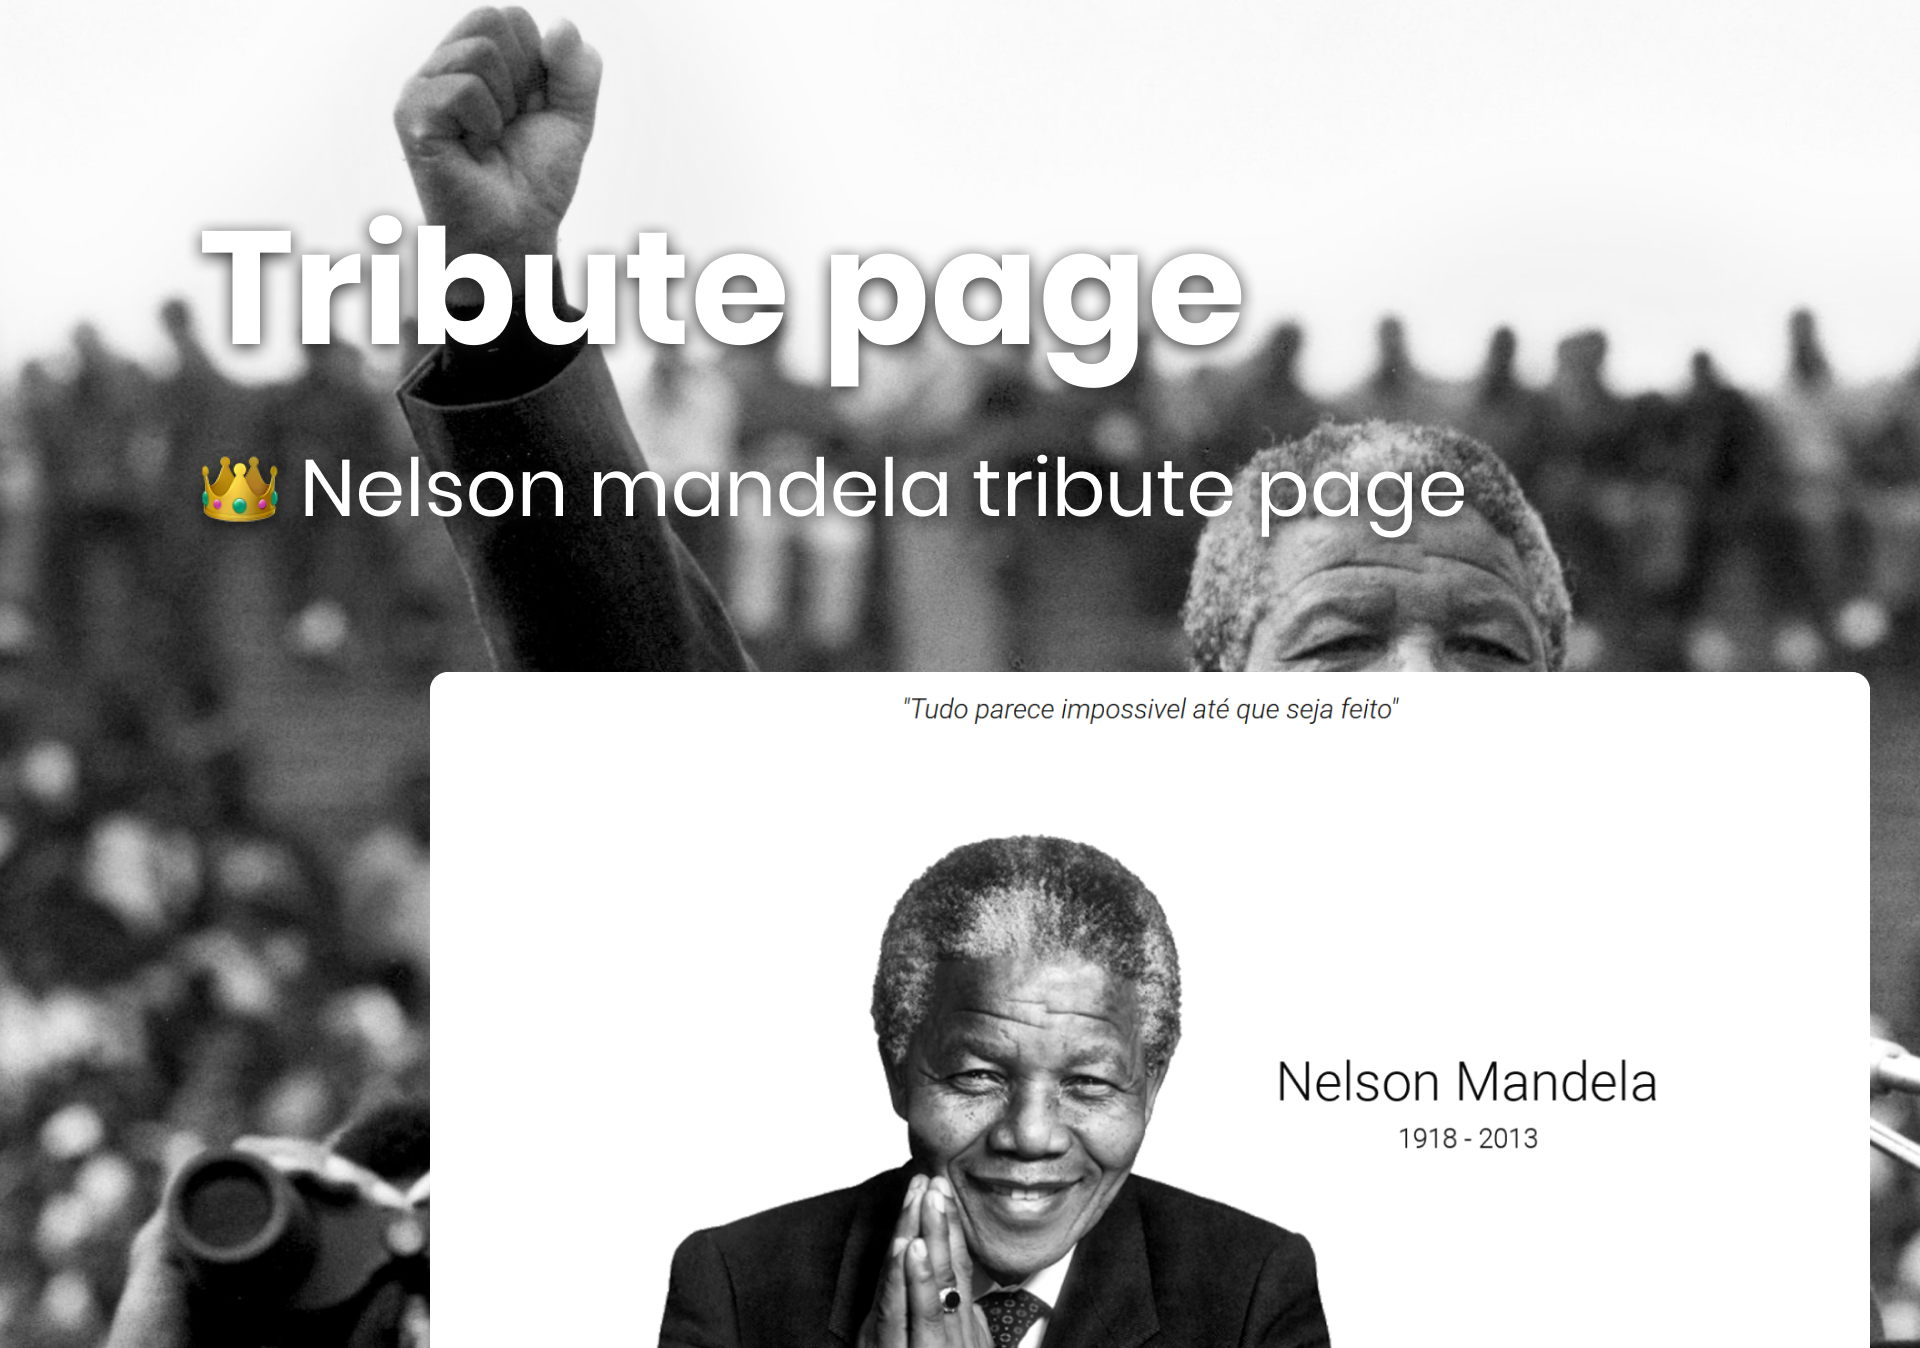 Tribute page
👑 Nelson mandela tribute page
"Tudo parece impossivel até que seja feito"
Nelson Mandela
1918 - 2013